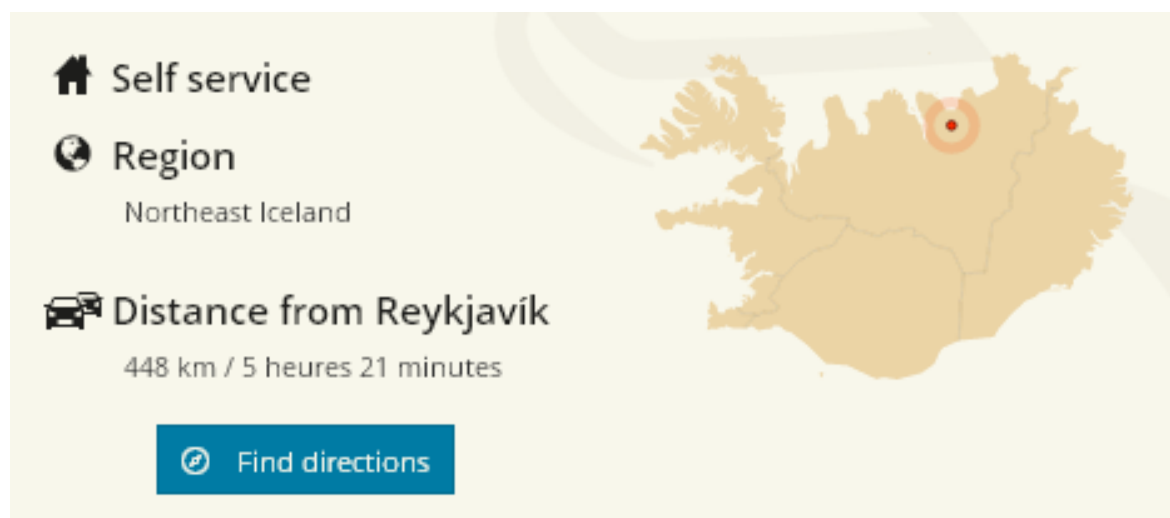 Self service
Region
Northeast Iceland
Distance from Reykjavík
448 km / 5 heures 21 minutes
Find directions